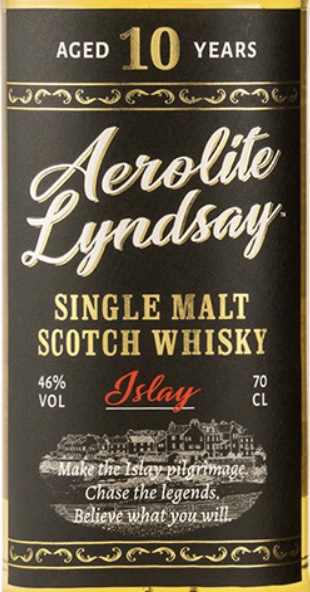 AGED 10 YEARS
Aerolite
Lyndsay™
SINGLE MALT
SCOTCH WHISKY
46% VOL
Islay
70 CL
Make the Islay pilgrimage.
Chase the legends,
Believe what you will.